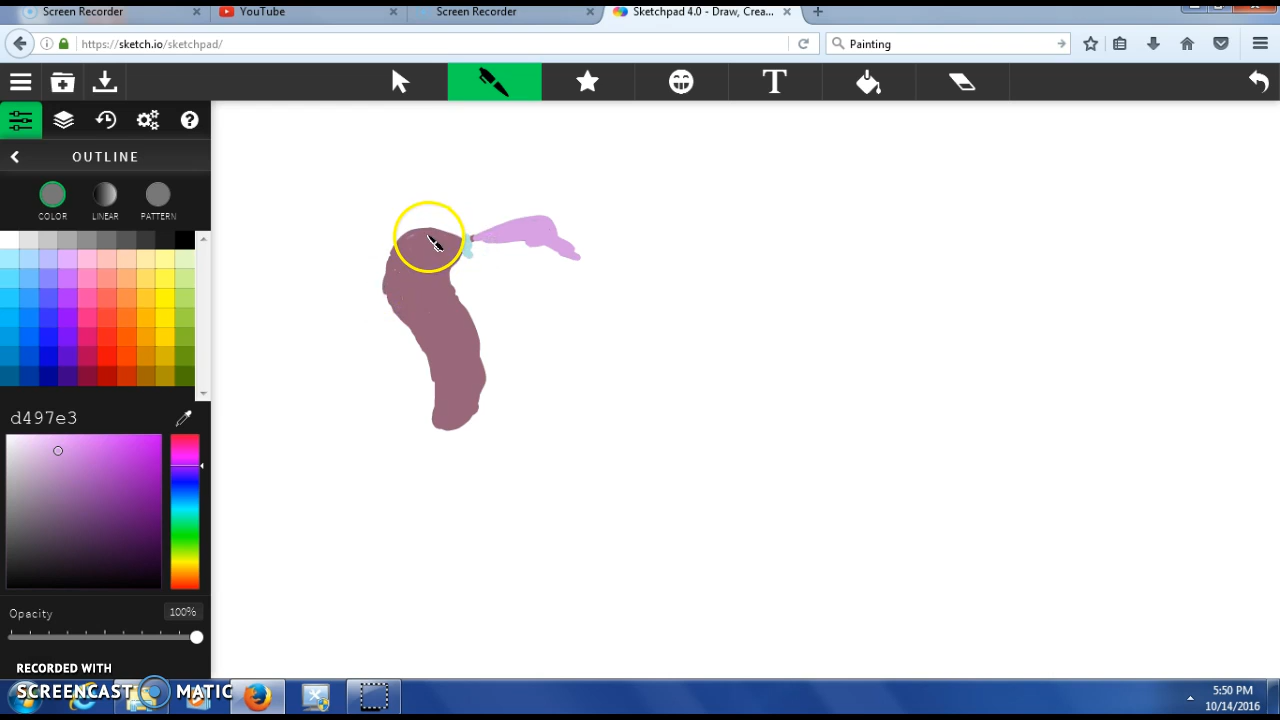 Screen Recorder
YouTube
Screen Recorder
Sketchpad 4.0 - Draw, Crea...
https://sketch.io/sketchpad/
Painting
T
OUTLINE
COLOR
LINEAR
PATTERN
d497e3
Opacity
100%
RECORDED WITH
SCREENCAST MATIC
5:50 PM
10/14/2016